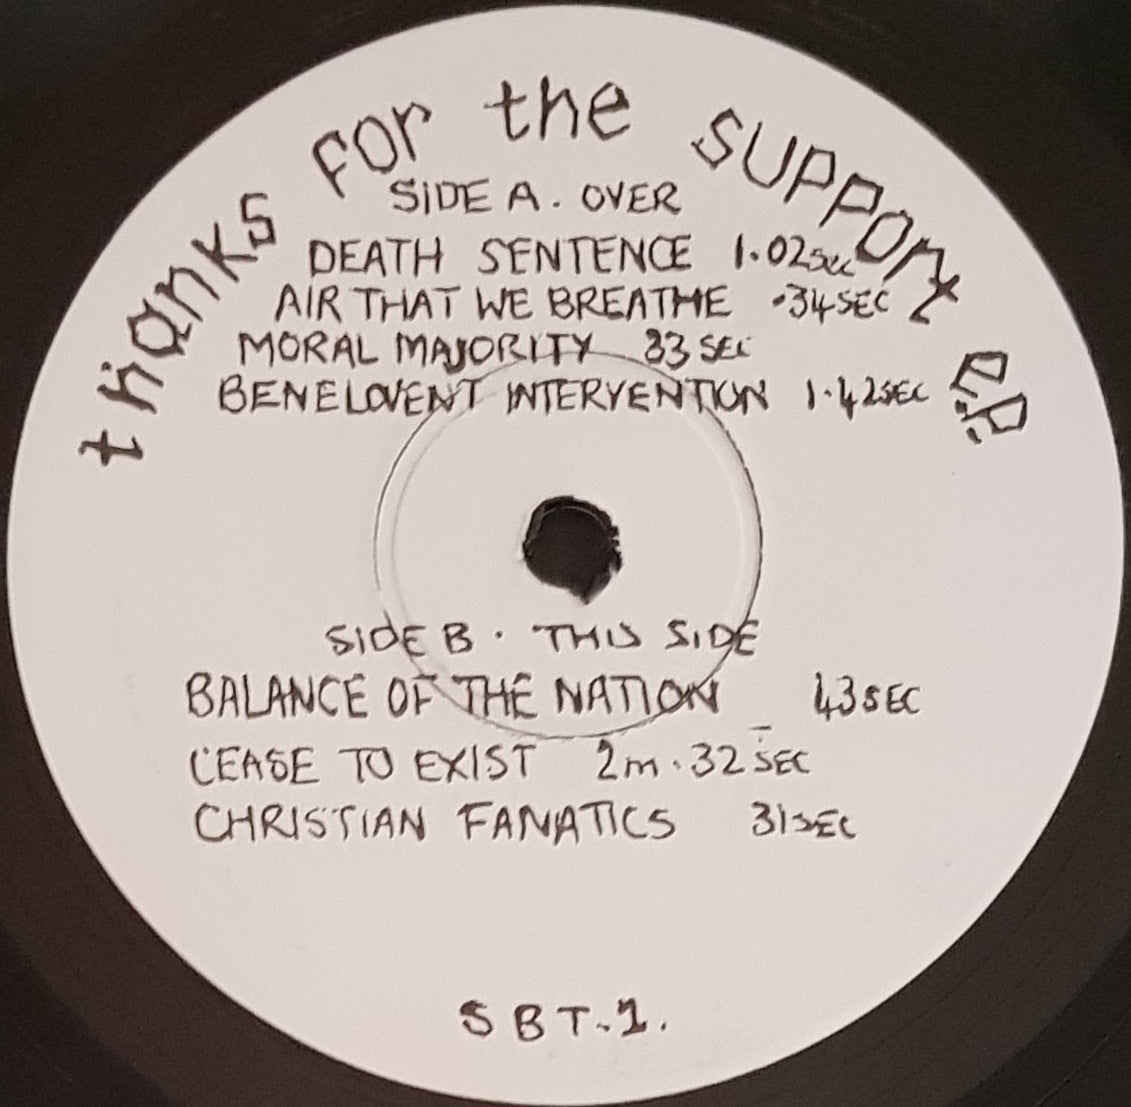 thanks for the support e.p.
SIDE A. OVER
DEATH SENTENCE 1.02sec
AIR THAT WE BREATHE .34SEC
MORAL MAJORITY 33 SEC
BENELOVENT INTERVENTION 1.42SEC
SIdE B . THIS SIDE
BALANCE OF THE NATION 43SEC
CEASE TO EXIST 2m.32 SEC
CHRISTIAN FANATICS 31SEC
SBT.1.